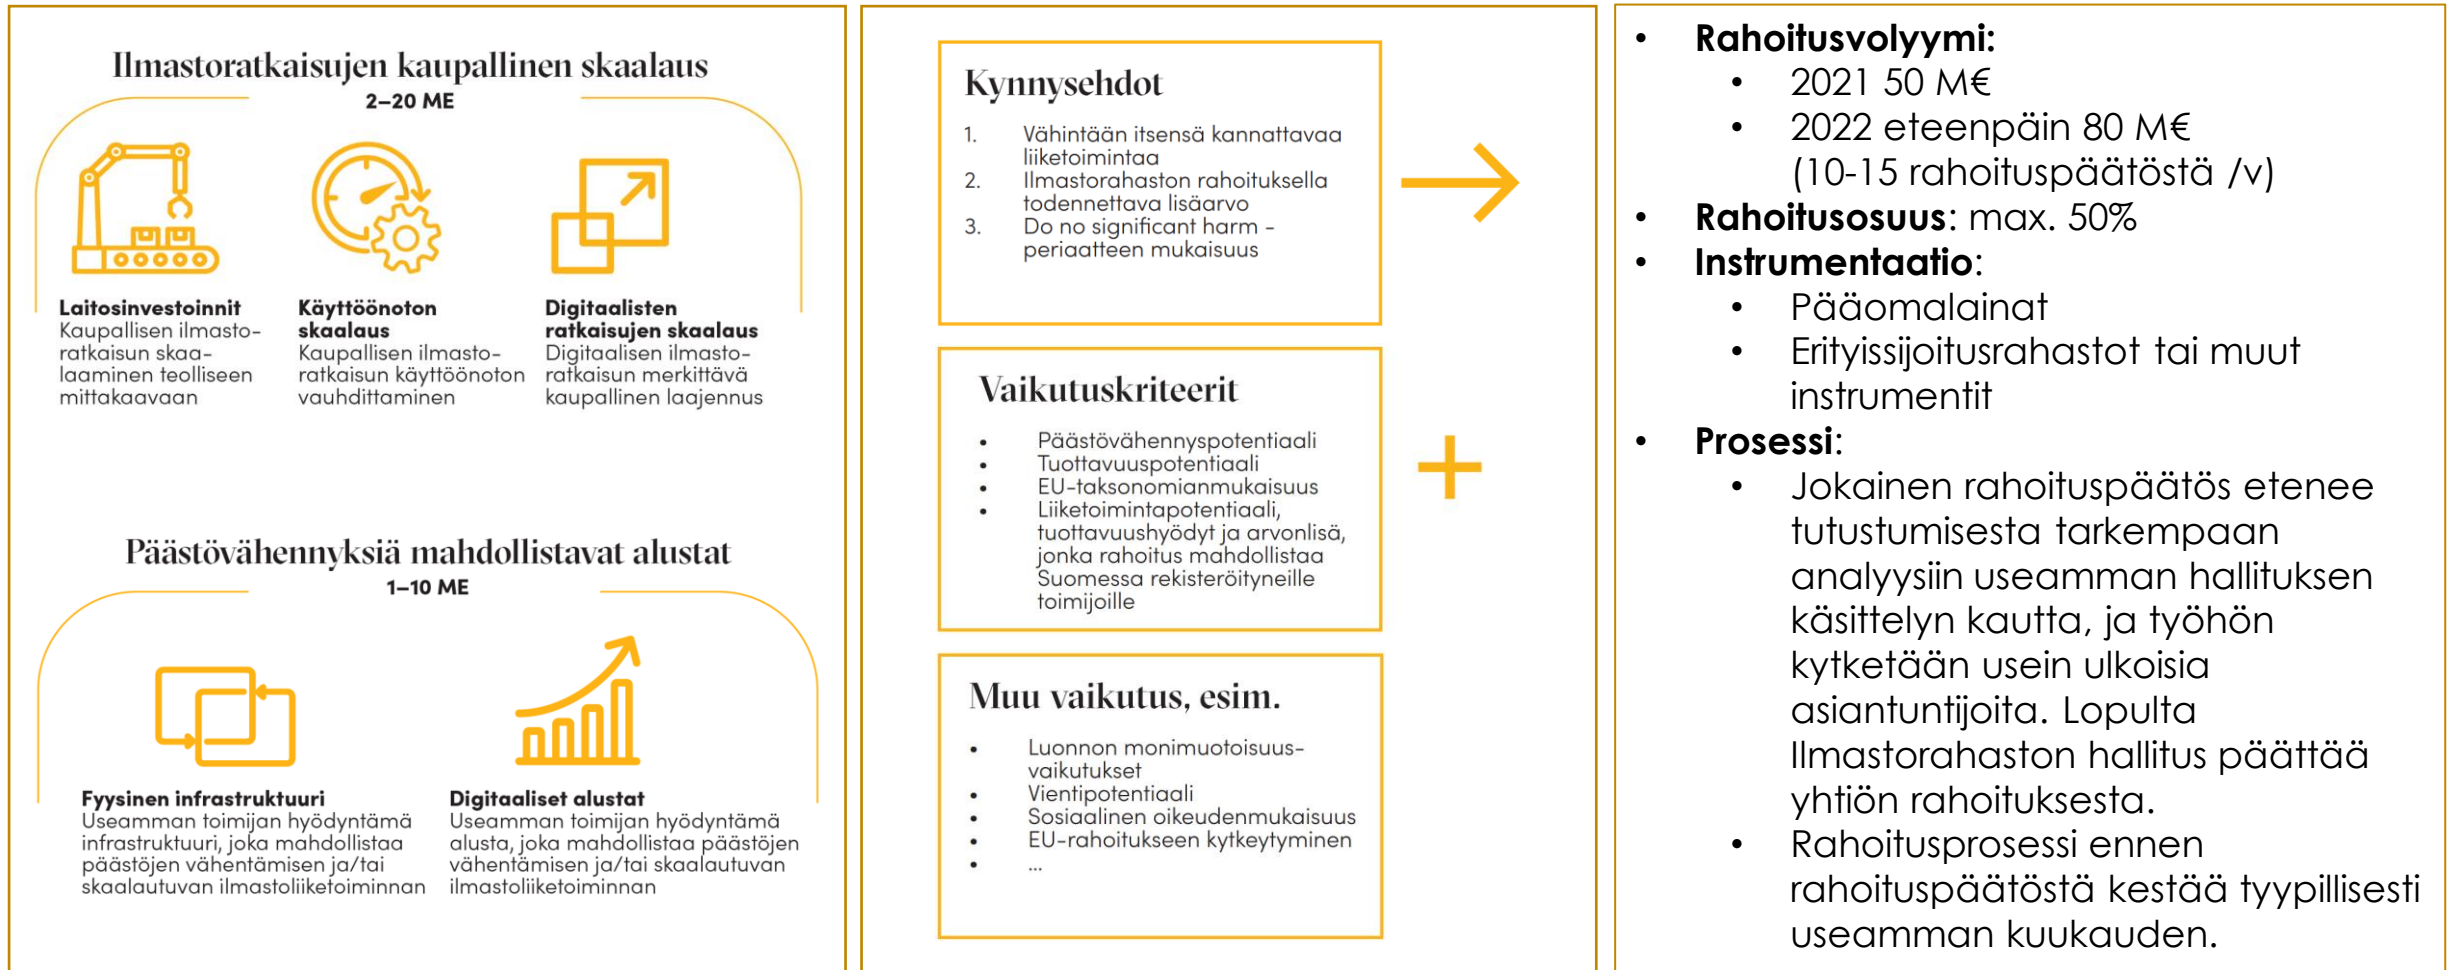 Ilmastoratkaisujen kaupallinen skaalaus
2–20 ME
Laitosinvestoinnit
Kaupallisen ilmasto-
ratkaisun skaa-
laaminen teolliseen
mittakaavaan
Käyttöönoton
skaalaus
Kaupallisen ilmasto-
ratkaisun käyttöönoton
vauhdittaminen
Digitaalisten
ratkaisujen skaalaus
Digitaalisen ilmasto-
ratkaisun merkittävä
kaupallinen laajennus
Päästövähennyksiä mahdollistavat alustat
1–10 ME
Fyysinen infrastruktuuri
Useamman toimijan hyödyntämä
infrastruktuuri, joka mahdollistaa
päästöjen vähentämisen ja/tai
skaalautuvan ilmastoliiketoiminnan
Digitaaliset alustat
Useamman toimijan hyödyntämä
alusta, joka mahdollistaa päästöjen
vähentämisen ja/tai skaalautuvan
ilmastoliiketoiminnan
Kynnysehdot
1. Vähintään itsensä kannattavaa
liiketoimintaa
2. Ilmastorahaston rahoituksella
todennettava lisäarvo
3. Do no significant harm -
periaatteen mukaisuus
Vaikutuskriteerit
• Päästövähennyspotentiaali
• Tuottavuuspotentiaali
• EU-taksonomianmukaisuus
• Liiketoimintapotentiaali,
tuottavuushyödyt ja arvonlisä,
jonka rahoitus mahdollistaa
Suomessa rekisteröityneille
toimijoille
Muu vaikutus, esim.
• Luonnon monimuotoisuus-
vaikutukset
• Vientipotentiaali
• Sosiaalinen oikeudenmukaisuus
• EU-rahoitukseen kytkeytyminen
• ...
• Rahoitusvolyymi:
• 2021 50 M€
• 2022 eteenpäin 80 M€
(10-15 rahoituspäätöstä /v)
• Rahoitusosuus: max. 50%
• Instrumentaatio:
• Pääomalainat
• Erityissijoitusrahastot tai muut
instrumentit
• Prosessi:
• Jokainen rahoituspäätös etenee
tutustumisesta tarkempaan
analyysiin useamman hallituksen
käsittelyn kautta, ja työhön
kytketään usein ulkoisia
asiantuntijoita. Lopulta
Ilmastorahaston hallitus päättää
yhtiön rahoituksesta.
• Rahoitusprosessi ennen
rahoituspäätöstä kestää tyypillisesti
useamman kuukauden.